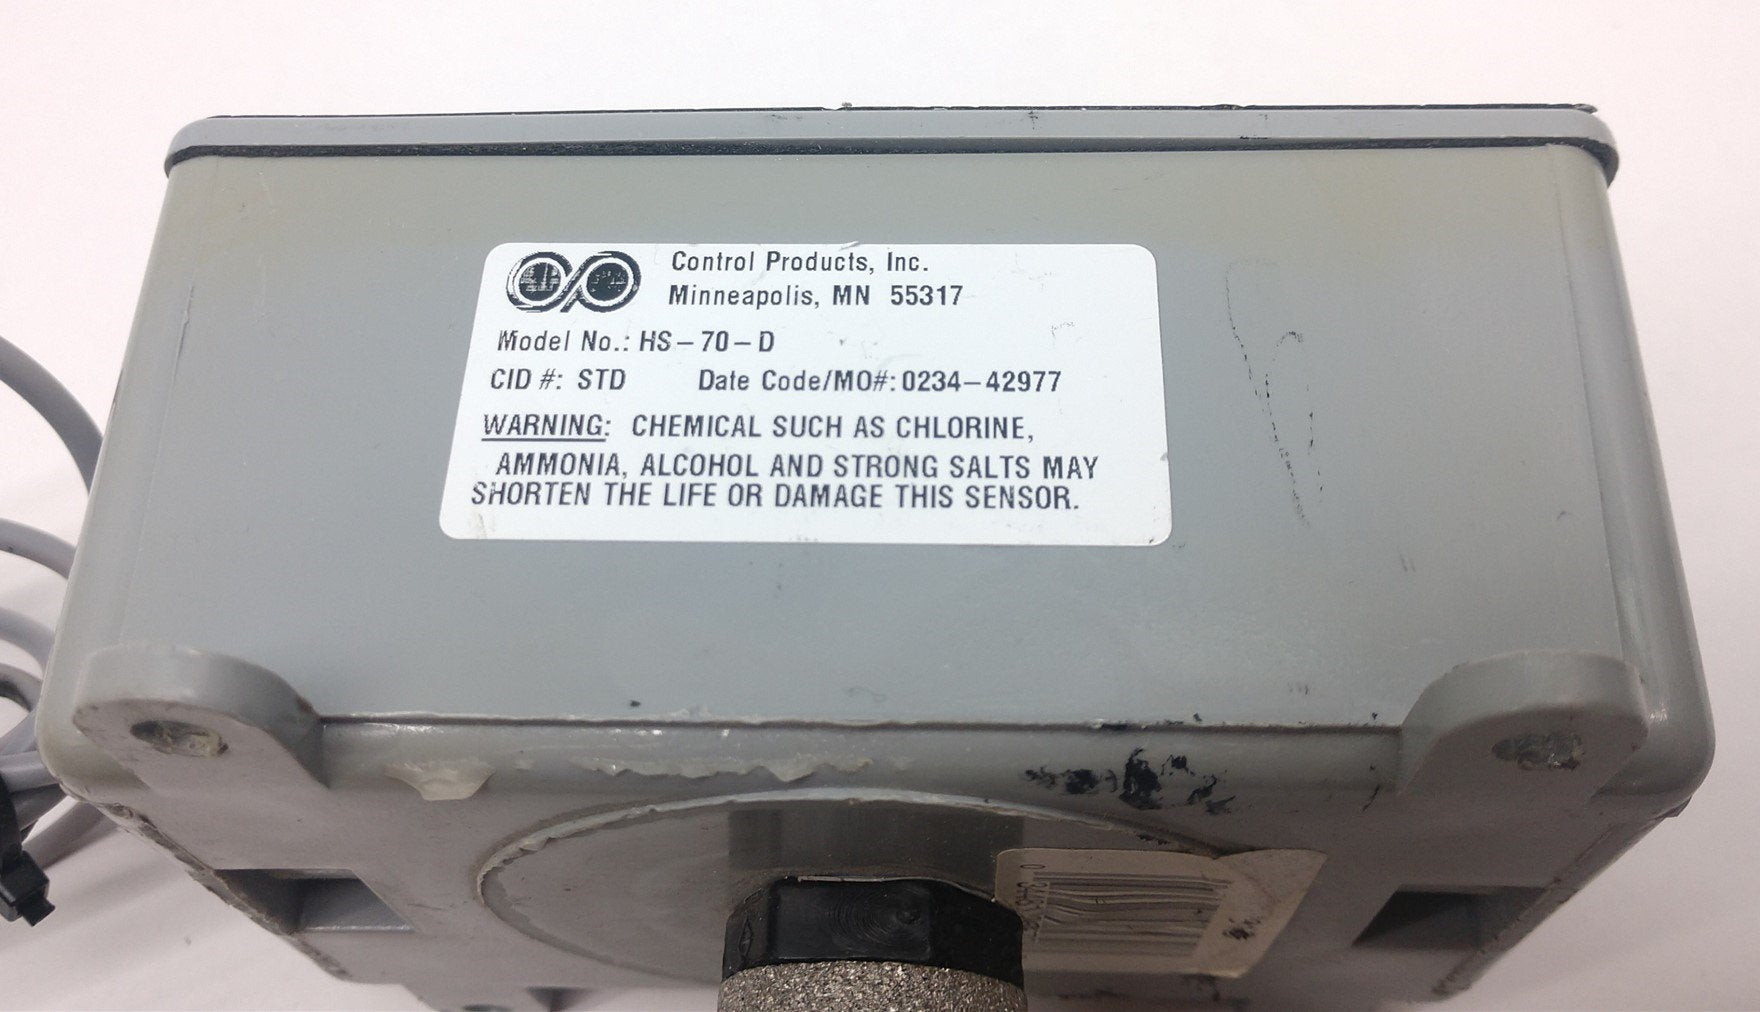 Control Products, Inc.
Minneapolis, MN 55317
Model No.: HS-70-D
CID #: STD Date Code/MO#: 0234-42977
WARNING: CHEMICAL SUCH AS CHLORINE,
AMMONIA, ALCOHOL AND STRONG SALTS MAY
SHORTEN THE LIFE OR DAMAGE THIS SENSOR.